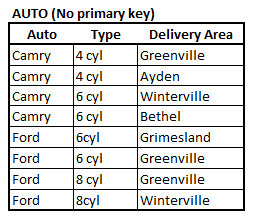 AUTO (No primary key)
Auto Type Delivery Area
Camry 4 cyl Greenville
Camry 4 cyl Ayden
Camry 6 cyl Winterville
Camry 6 cyl Bethel
Ford 6cyl Grimesland
Ford 6 cyl Greenville
Ford 8 cyl Greenville
Ford 8cyl Winterville